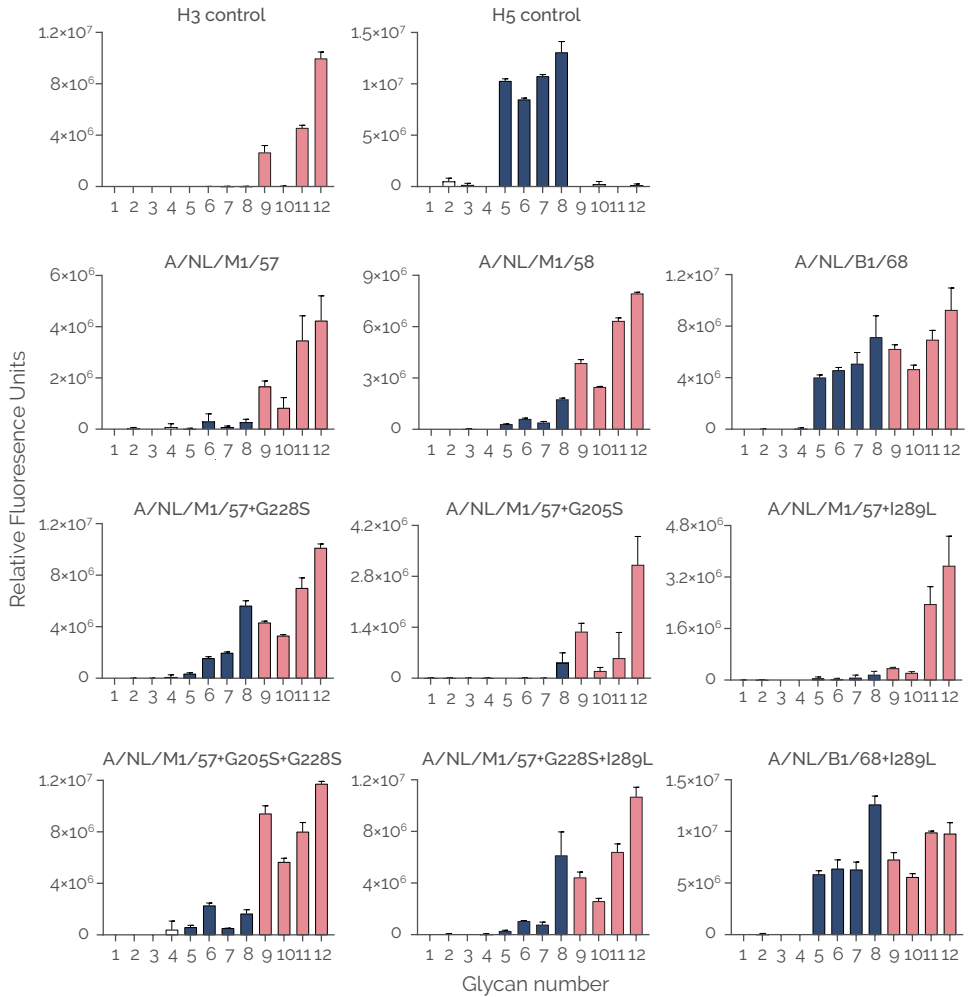 H3 control
H5 control
1.2×10⁷
8×10⁶
4×10⁶
0
1 2 3 4 5 6 7 8 9 10 11 12
1.5×10⁷
1×10⁷
5×10⁶
0
1 2 3 4 5 6 7 8 9 10 11 12
Relative Fluorescence Units
A/NL/M1/57
A/NL/M1/58
A/NL/B1/68
6×10⁶
4×10⁶
2×10⁶
0
1 2 3 4 5 6 7 8 9 10 11 12
9×10⁶
6×10⁶
3×10⁶
0
1 2 3 4 5 6 7 8 9 10 11 12
1.2×10⁷
8×10⁶
4×10⁶
0
1 2 3 4 5 6 7 8 9 10 11 12
A/NL/M1/57+G228S
A/NL/M1/57+G205S
A/NL/M1/57+I289L
1.2×10⁷
8×10⁶
4×10⁶
0
1 2 3 4 5 6 7 8 9 10 11 12
4.2×10⁶
2.8×10⁶
1.4×10⁶
0
1 2 3 4 5 6 7 8 9 10 11 12
4.8×10⁶
3.2×10⁶
1.6×10⁶
0
1 2 3 4 5 6 7 8 9 10 11 12
A/NL/M1/57+G205S+G228S
A/NL/M1/57+G228S+I289L
A/NL/B1/68+I289L
1.2×10⁷
8×10⁶
4×10⁶
0
1 2 3 4 5 6 7 8 9 10 11 12
1.2×10⁷
8×10⁶
4×10⁶
0
1 2 3 4 5 6 7 8 9 10 11 12
1.5×10⁷
1×10⁷
5×10⁶
0
1 2 3 4 5 6 7 8 9 10 11 12
Glycan number